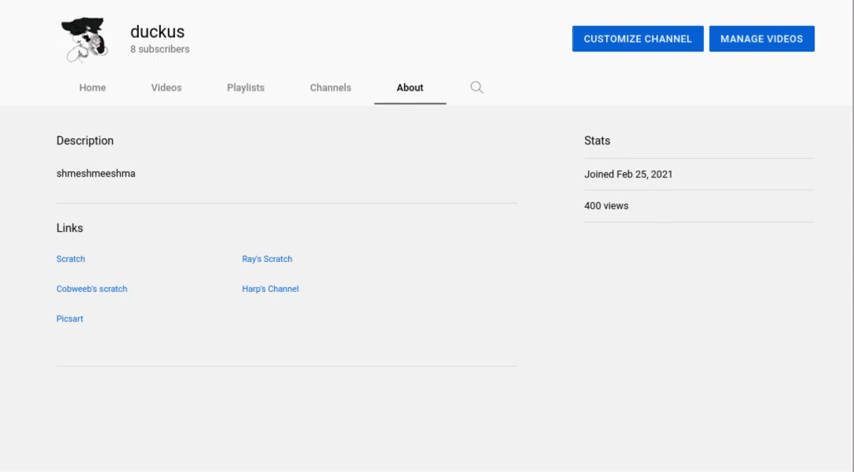 duckus
8 subscribers
CUSTOMIZE CHANNEL MANAGE VIDEOS
Home Videos Playlists Channels About
Description
shmeshmeeshma
Links
Scratch Ray's Scratch
Cobweeb's scratch Harp's Channel
Picsart
Stats
Joined Feb 25, 2021
400 views